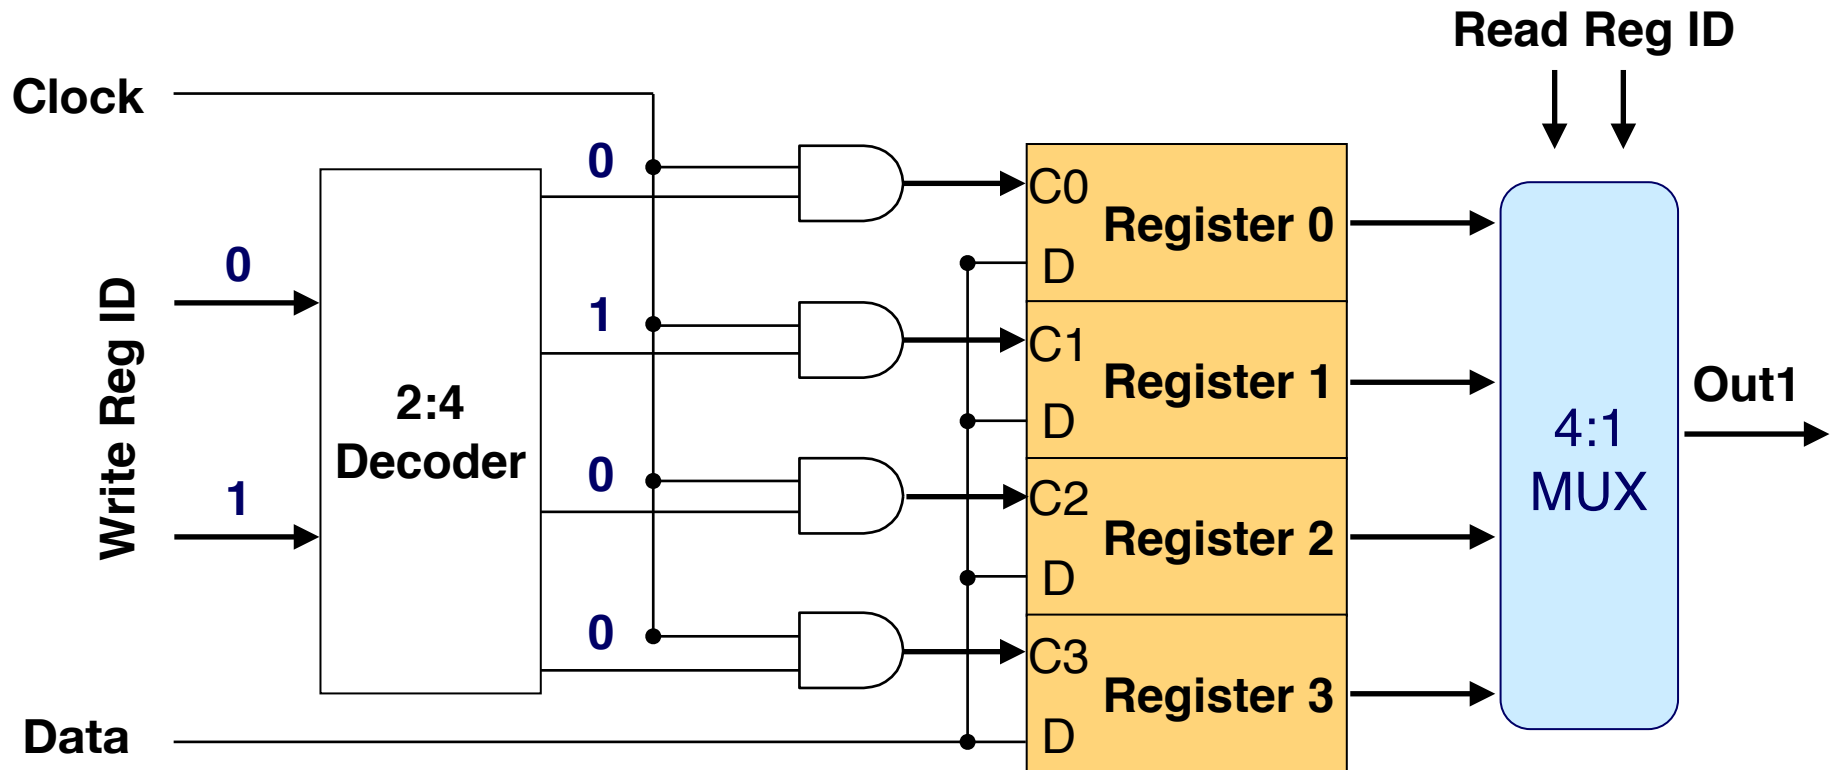 Read Reg ID
Clock
0
C0
Register 0
D
0
1
C1
Register 1
D
Write Reg ID
2:4
Decoder
Out1
4:1
MUX
1
0
C2
Register 2
D
0
C3
Register 3
D
Data